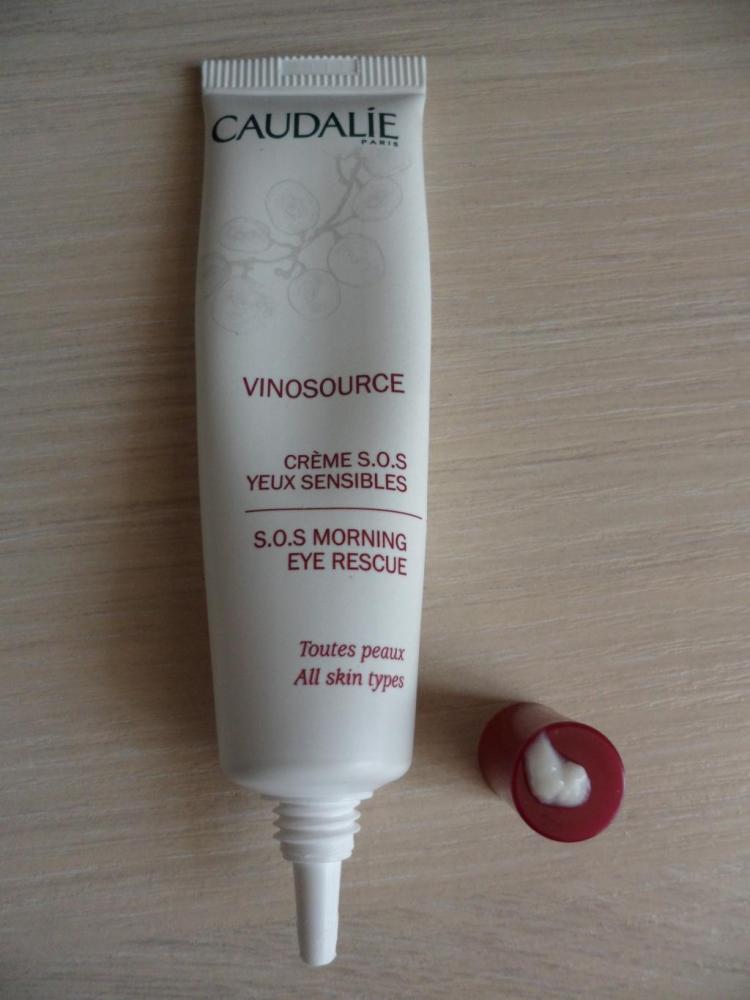 CAUDALÍE
PARIS
VINOSOURCE
CRÈME S.O.S
YEUX SENSIBLES
S.O.S MORNING
EYE RESCUE
Toutes peaux
All skin types